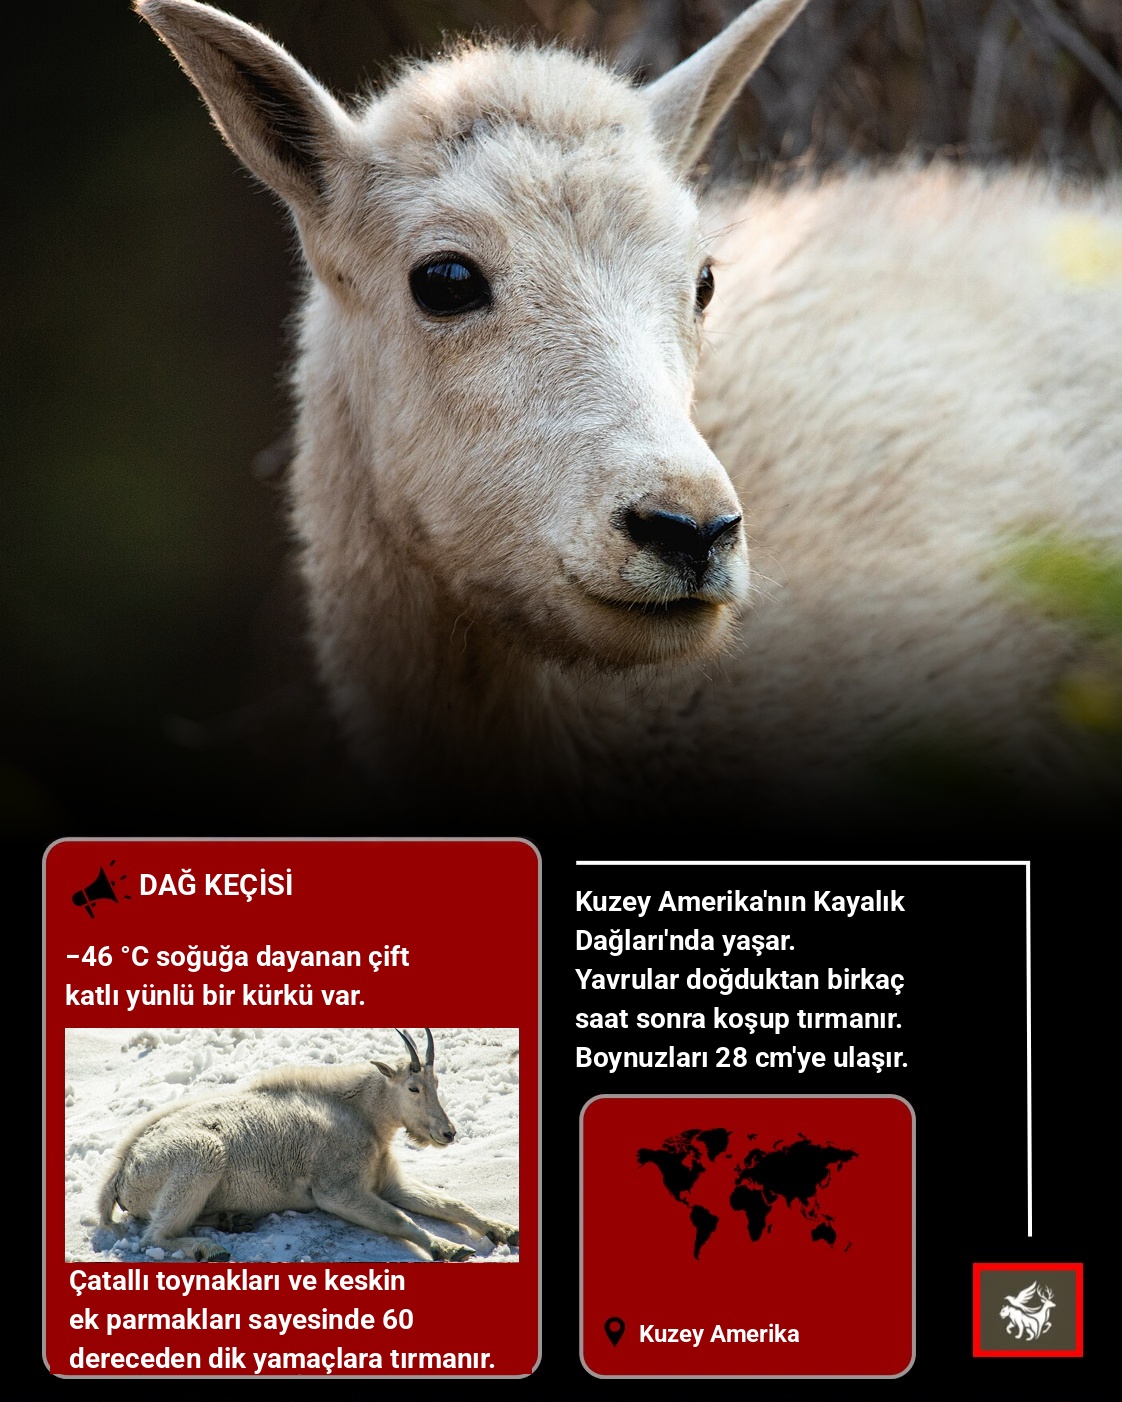 DAĞ KEÇİSİ
−46 °C soğuğa dayanan çift
katlı yünlü bir kürkü var.
Çatallı toynakları ve keskin
ek parmakları sayesinde 60
dereceden dik yamaçlara tırmanır.
Kuzey Amerika'nın Kayalık
Dağları'nda yaşar.
Yavrular doğduktan birkaç
saat sonra koşup tırmanır.
Boynuzları 28 cm'ye ulaşır.
Kuzey Amerika